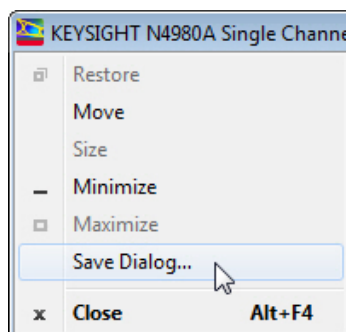 KEYSIGHT N4980A Single Channe
Restore
Move
Size
Minimize
Maximize
Save Dialog...
Close Alt+F4